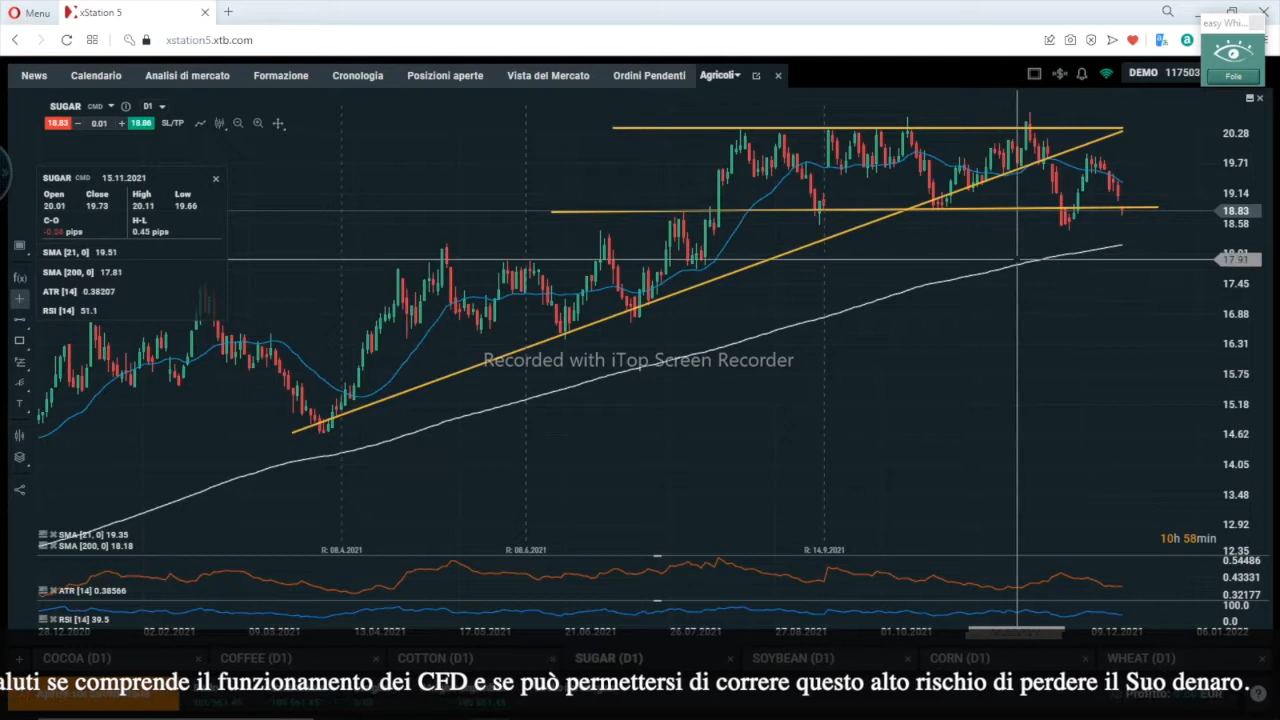 Menu
xStation 5
easy Whi...
xstation5.xtb.com
Folie
News Calendario Analisi di mercato Formazione Cronologia Posizioni aperte Vista del Mercato Ordini Pendenti Agricoli DEMO 117503
SUGAR CMD D1
18.83 0.01 18.86 SL/TP
SUGAR CMD 15.11.2021
Open Close High Low
20.01 19.73 20.11 19.66
C-O H-L
0.45 pips
SMA [21, 0] 19.51
SMA [200, 0] 17.81
ATR [14] 0.38207
RSI [14] 51.1
20.28
19.71
19.14
18.83
18.58
18.01
17.91
17.45
16.88
16.31
15.75
15.18
14.62
14.05
13.48
12.92
12.35
Recorded with iTop Screen Recorder
10h 58min
SMA [21, 0] 19.35
SMA [200, 0] 18.18
R: 08.4.2021 R: 08.6.2021 R: 14.9.2021
0.54486
0.43331
0.32177
ATR [14] 0.38566
100.0
0.0
RSI [14] 39.5
28.12.2020 02.02.2021 09.03.2021 13.04.2021 17.05.2021 21.06.2021 26.07.2021 27.08.2021 01.10.2021 09.12.2021 06.01.2022
COCOA (D1) COFFEE (D1) COTTON (D1) SUGAR (D1) SOYBEAN (D1) CORN (D1) WHEAT (D1)
aluti se comprende il funzionamento dei CFD e se può permettersi di correre questo alto rischio di perdere il Suo denaro.